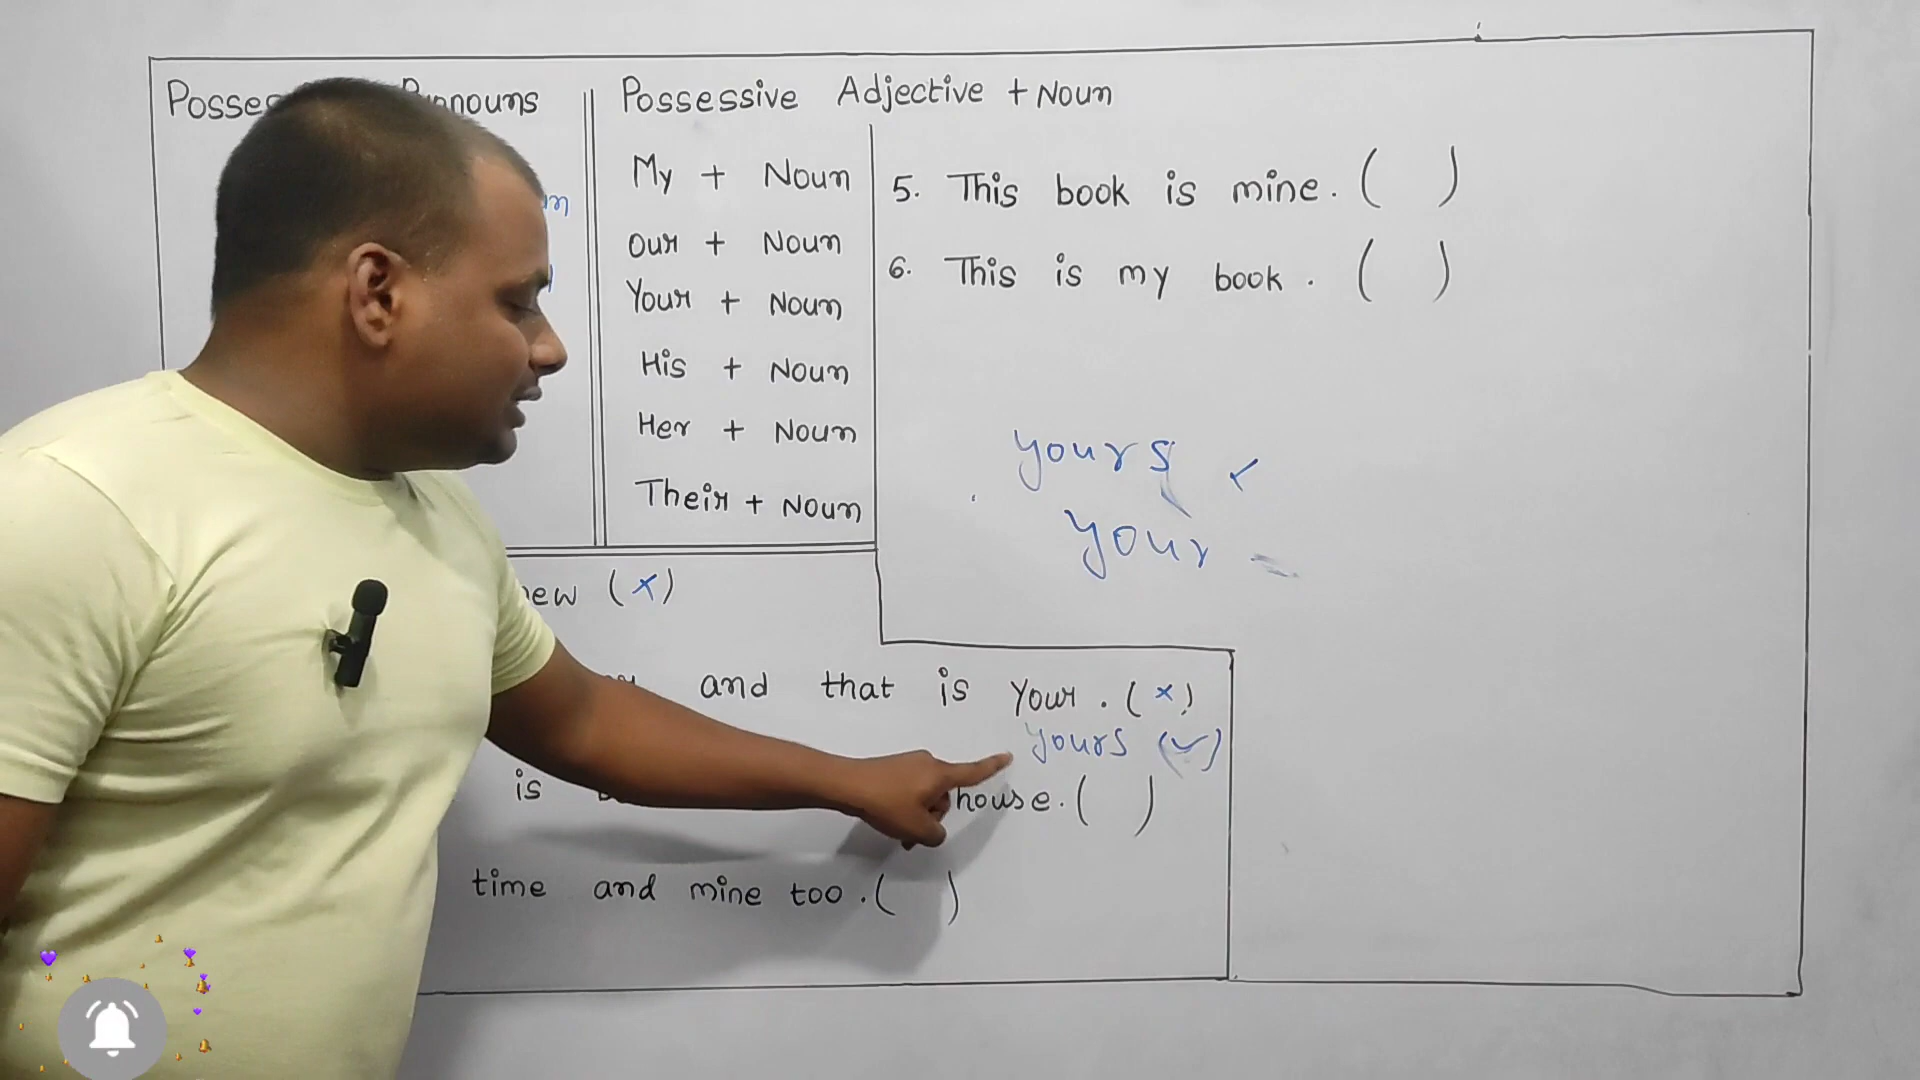 Pronouns
Possessive Adjective + Noun
My + Noun
our + Noun
Your + Noun
His + Noun
Her + Noun
Their + Noun
5. This book is mine. ( )
6. This is my book. ( )
yours
your =
(x)
and that is Your. (x)
yours (✓)
is house. ( )
time and mine too. ( )